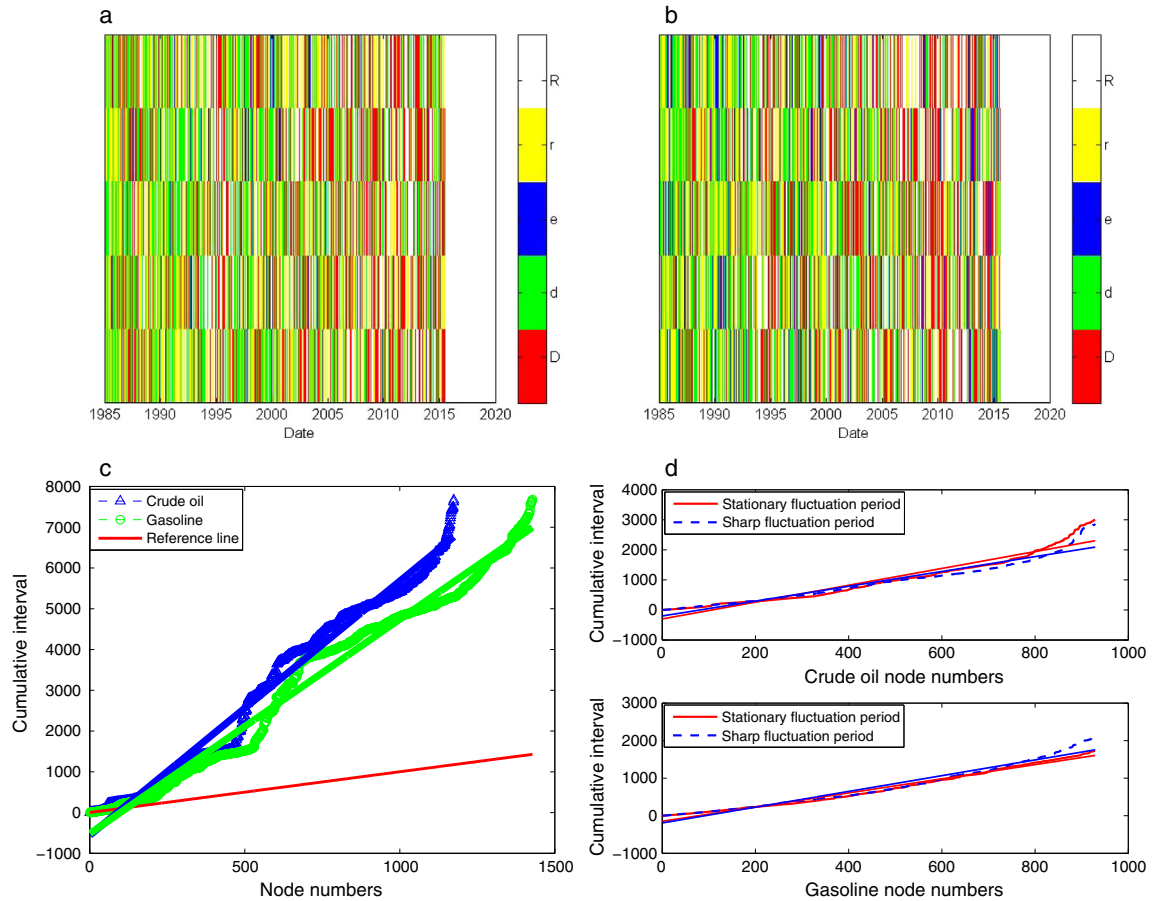 a
b
R
r
e
d
D
1985 1990 1995 2000 2005 2010 2015 2020
Date
R
r
e
d
D
1985 1990 1995 2000 2005 2010 2015 2020
Date
c
8000
7000
6000
5000
4000
3000
2000
1000
0
−1000
Cumulative interval
Crude oil
Gasoline
Reference line
0 500 1000 1500
Node numbers
d
4000
3000
2000
1000
0
−1000
Cumulative interval
Stationary fluctuation period
Sharp fluctuation period
0 200 400 600 800 1000
Crude oil node numbers
3000
2000
1000
0
−1000
Cumulative interval
Stationary fluctuation period
Sharp fluctuation period
0 200 400 600 800 1000
Gasoline node numbers